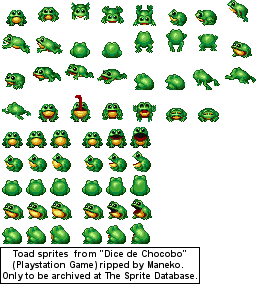 Toad sprites from "Dice de Chocobo"
(Playstation Game) ripped by Maneko.
Only to be archived at The Sprite Database.